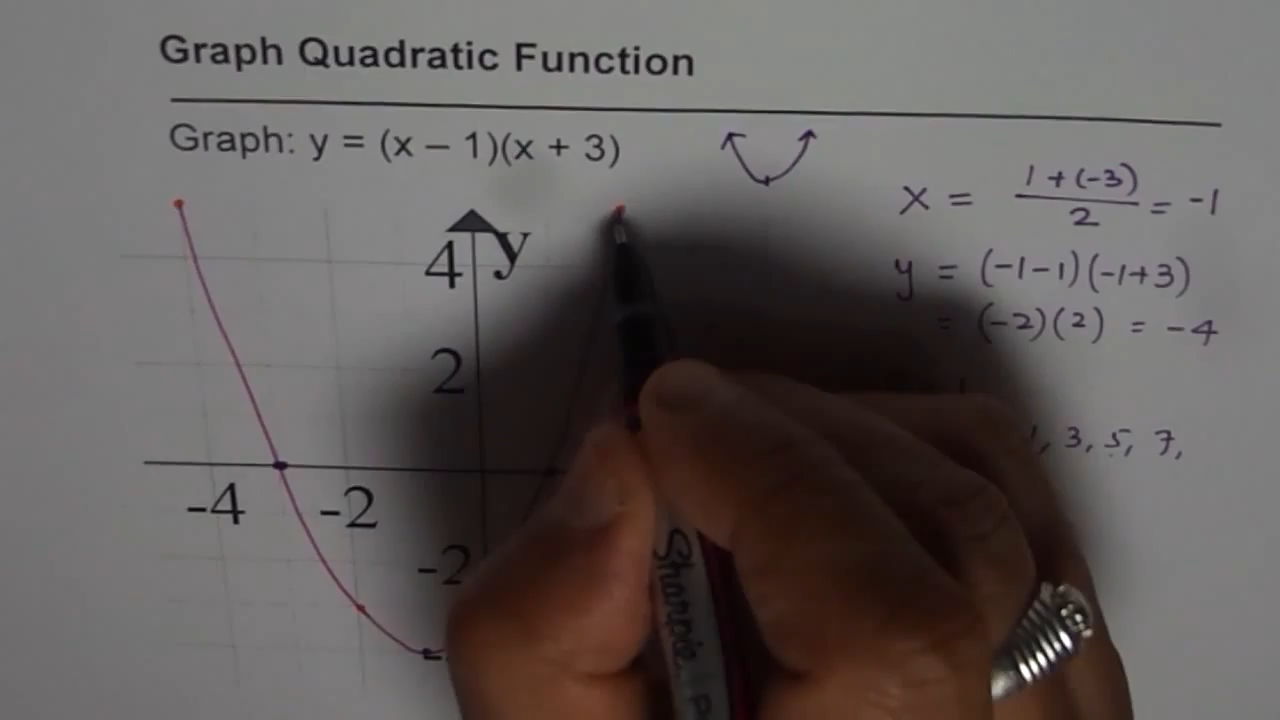 Graph Quadratic Function
Graph: y = (x – 1)(x + 3)
x = 1 + (-3) / 2 = -1
y = (-1-1)(-1+3)
= (-2)(2) = -4
1, 3, 5, 7,
4 y
2
-4 -2
-2
Sharpie